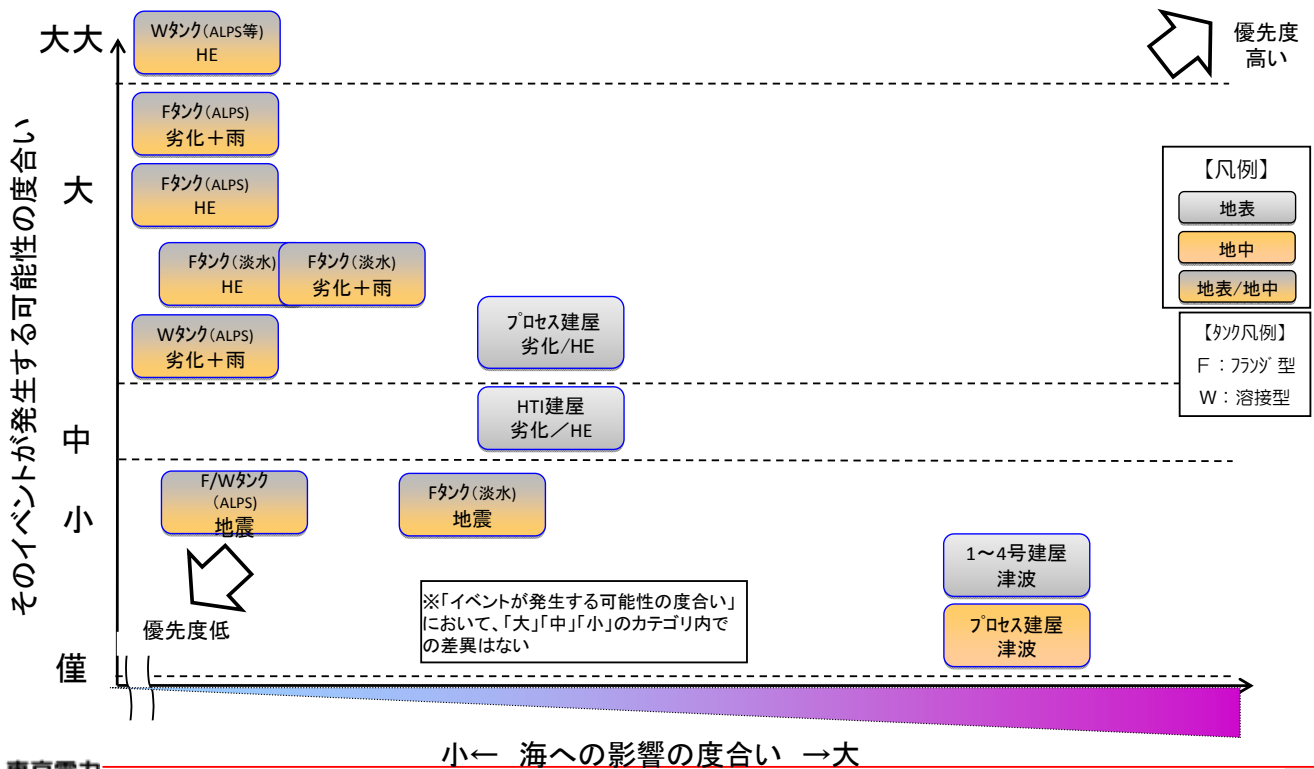 そのイベントが発生する可能性の度合い
大大
大
中
小
僅
Wタンク(ALPS等)
HE
Fタンク(ALPS)
劣化+雨
Fタンク(ALPS)
HE
Fタンク(淡水)
HE
Fタンク(淡水)
劣化+雨
Wタンク(ALPS)
劣化+雨
プロセス建屋
劣化/HE
HTI建屋
劣化/HE
F/Wタンク
(ALPS)
地震
Fタンク(淡水)
地震
1~4号建屋
津波
プロセス建屋
津波
優先度
高い
優先度低
【凡例】
地表
地中
地表/地中
【タンク凡例】
F:フランジ型
W:溶接型
※「イベントが発生する可能性の度合い」
において、「大」「中」「小」のカテゴリ内で
の差異はない
小← 海への影響の度合い →大
東京電力